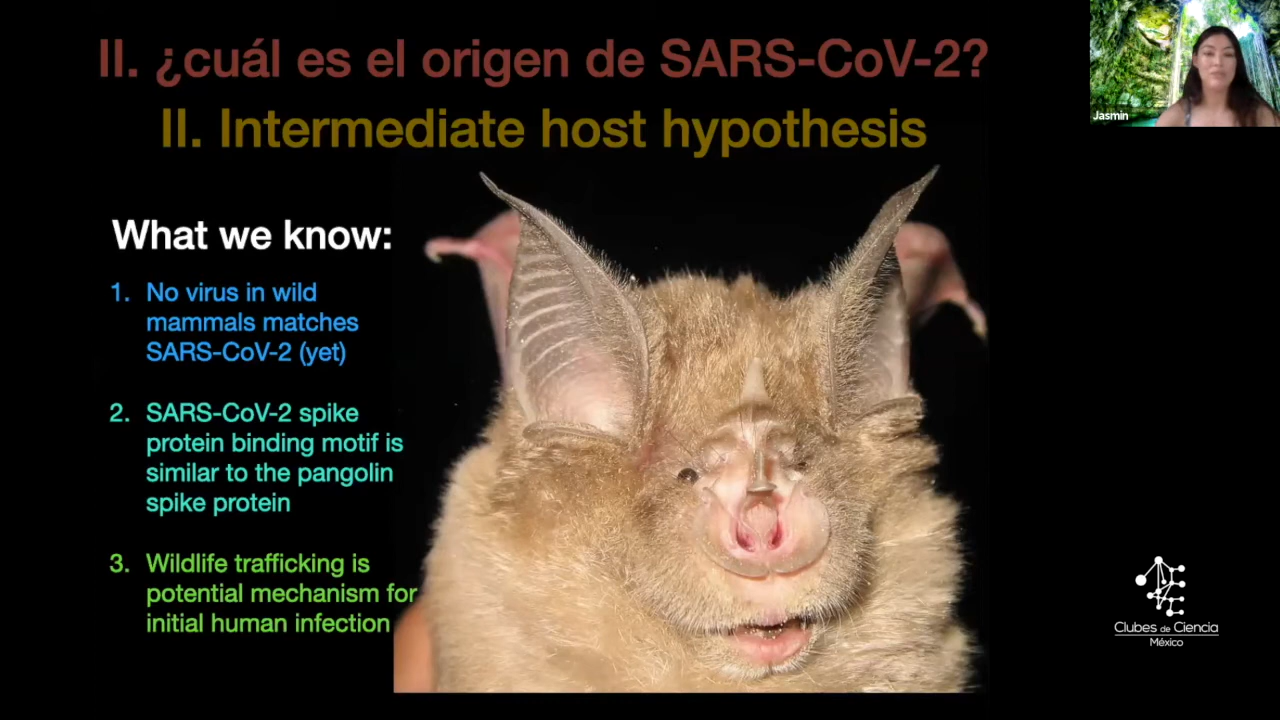 II. ¿cuál es el origen de SARS-CoV-2?
II. Intermediate host hypothesis
Jasmin
What we know:
1. No virus in wild
mammals matches
SARS-CoV-2 (yet)
2. SARS-CoV-2 spike
protein binding motif is
similar to the pangolin
spike protein
3. Wildlife trafficking is
potential mechanism for
initial human infection
Clubes de Ciencia
México